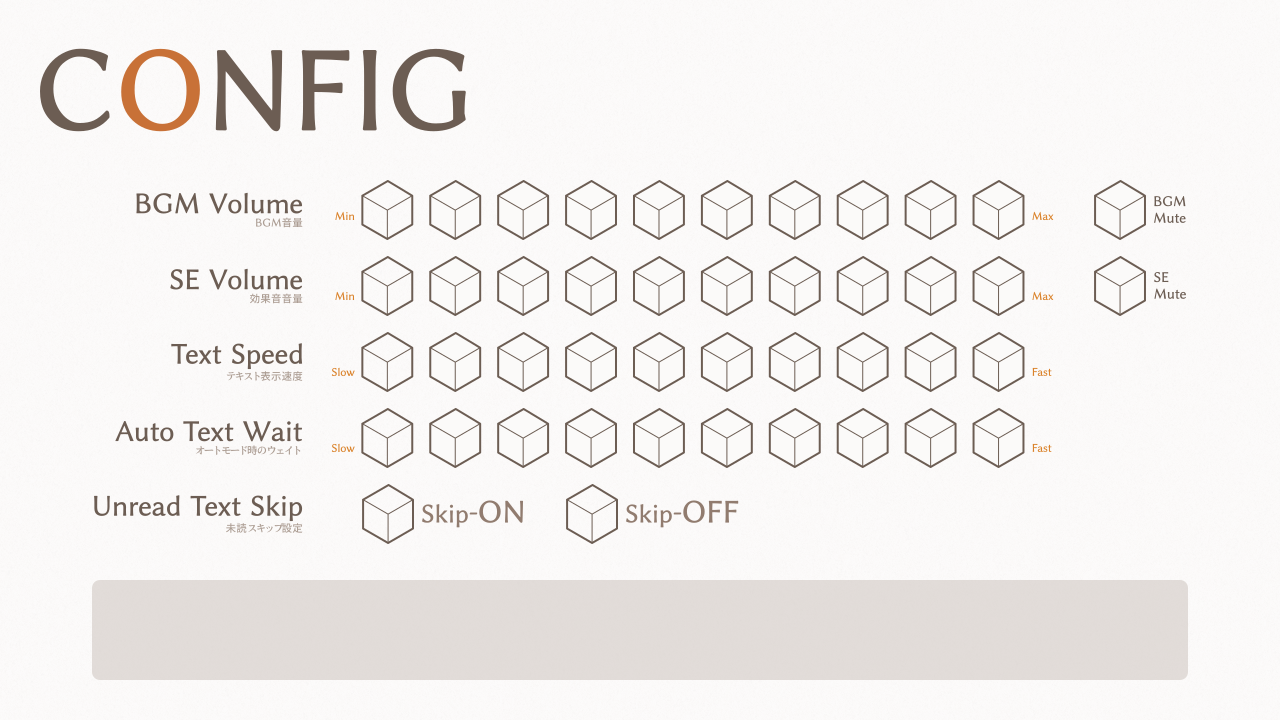 CONFIG
BGM Volume
BGM音量
Min
Max
BGM
Mute
SE Volume
効果音音量
Min
Max
SE
Mute
Text Speed
テキスト表示速度
Slow
Fast
Auto Text Wait
オートモード時のウェイト
Slow
Fast
Unread Text Skip
未読スキップ設定
Skip-ON
Skip-OFF